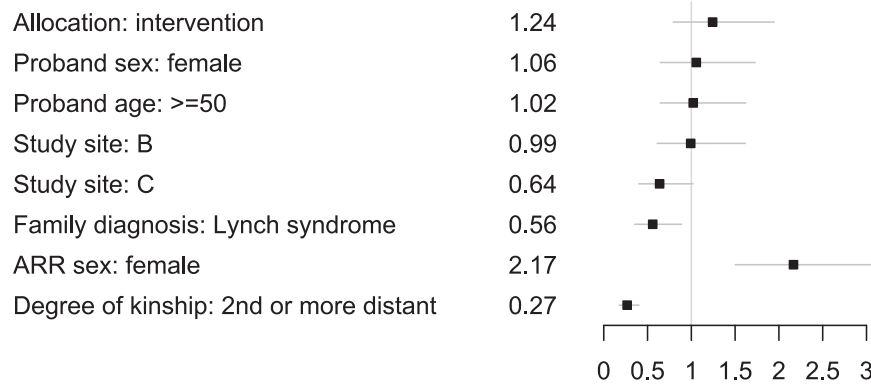 Allocation: intervention 1.24
Proband sex: female 1.06
Proband age: >=50 1.02
Study site: B 0.99
Study site: C 0.64
Family diagnosis: Lynch syndrome 0.56
ARR sex: female 2.17
Degree of kinship: 2nd or more distant 0.27
0 0.5 1 1.5 2 2.5 3